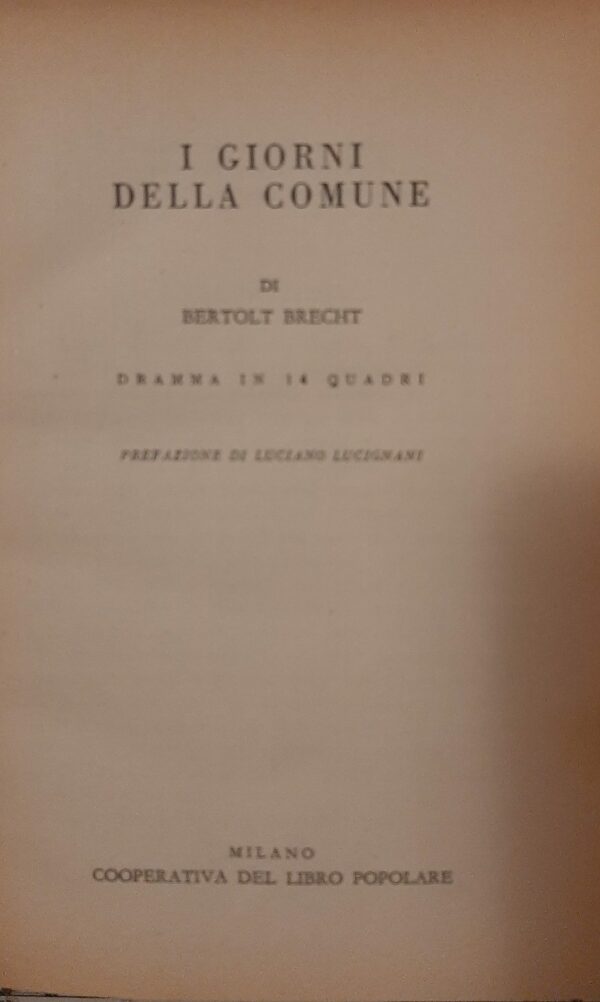 I GIORNI
DELLA COMUNE
DI
BERTOLT BRECHT
DRAMMA IN 14 QUADRI
PREFAZIONE DI LUCIANO LUCIGNANI
MILANO
COOPERATIVA DEL LIBRO POPOLARE